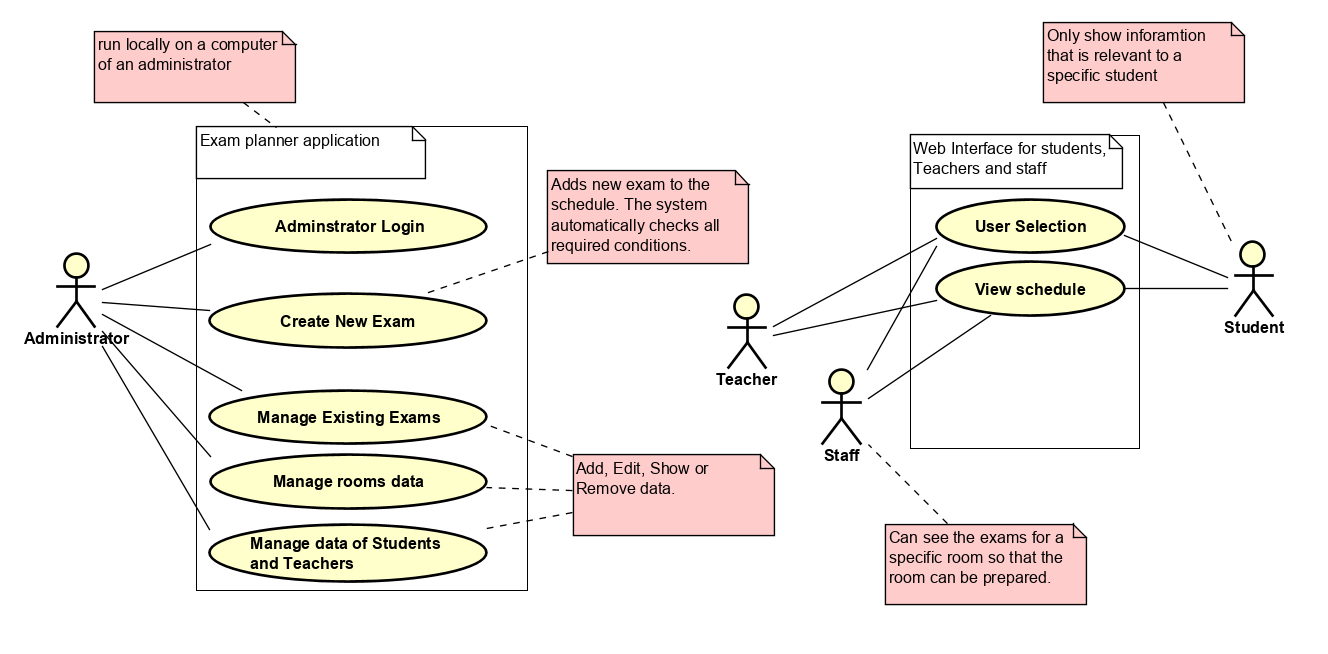 run locally on a computer
of an administrator
Exam planner application
Adminstrator Login
Create New Exam
Manage Existing Exams
Manage rooms data
Manage data of Students
and Teachers
Administrator
Adds new exam to the
schedule. The system
automatically checks all
required conditions.
Add, Edit, Show or
Remove data.
Only show inforamtion
that is relevant to a
specific student
Web Interface for students,
Teachers and staff
User Selection
View schedule
Teacher
Staff
Student
Can see the exams for a
specific room so that the
room can be prepared.